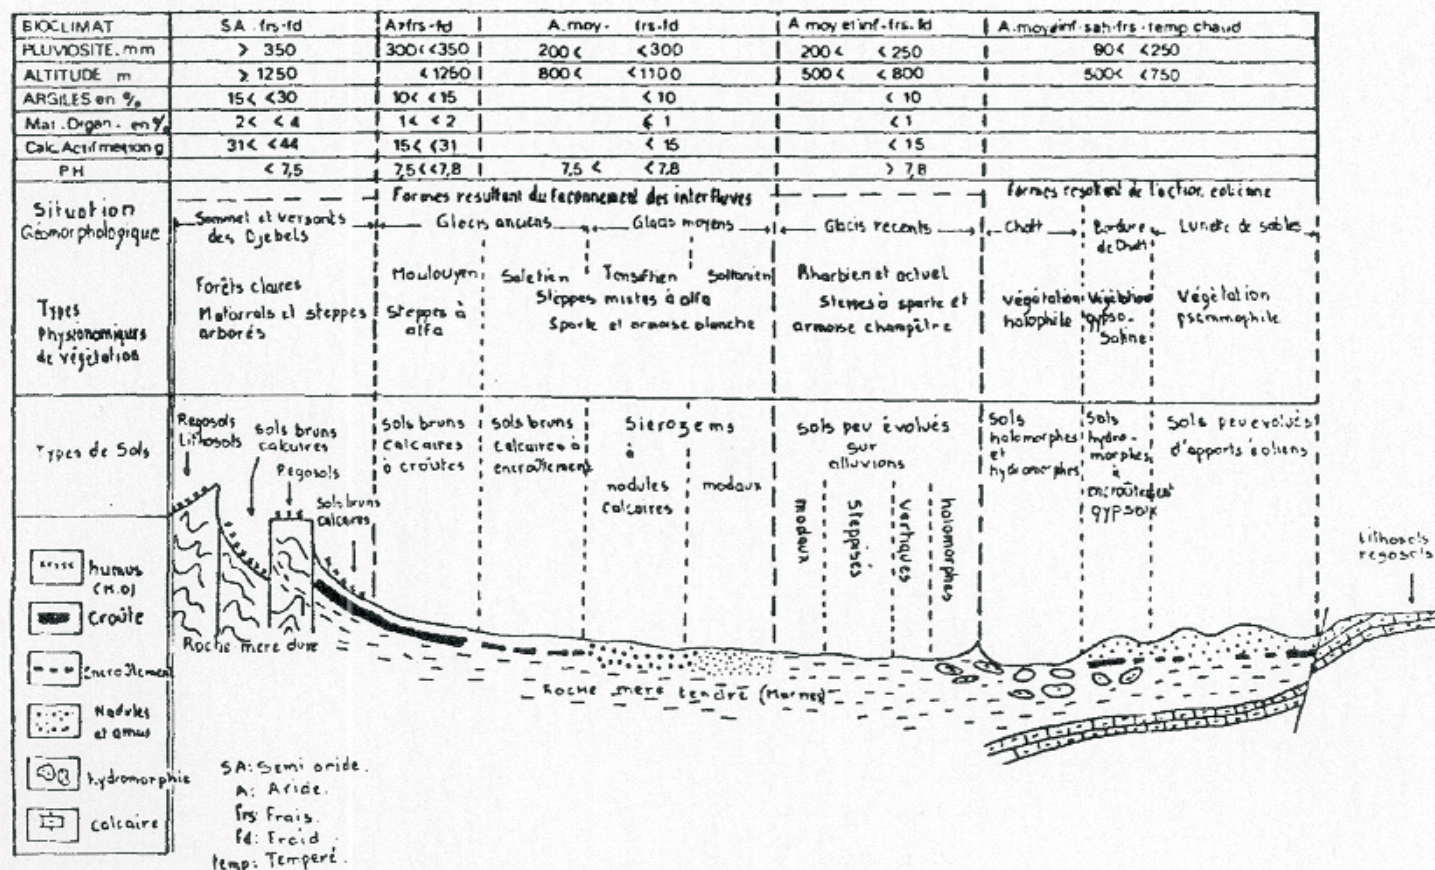 BIOCLIMAT SA . frs-fd A>frs-fd A. moy. frs-fd A moy et inf-frs. fd A.moy inf-sah-frs-temp chaud
PLUVIOSITE. mm > 350 300< <350 200 < <300 200 < < 250 90< <250
ALTITUDE m > 1250 < 1250 800 < <1100 500 < < 800 500< <750
ARGILES en % 15< <30 10< <15 < 10 < 10
Mat.Organ. en % 2< < 4 1< < 2 < 1 < 1
Calc.Actif 31< <44 15< <31 < 15 < 15
PH < 7,5 7,5<<7,8 7,5 < < 7,8 > 7,8
Formes resultant du façonnement des interfluves
Formes resultant de l'action eolienne
Situation
Géomorphologique
Sommet et versants
des Djebels
Glacis anciens
Glacis moyens
Glacis recents
Chott
Bordure
de Chott
Lunette de sables
Types
Physionomiques
de végétation
Forêts claires
Matorrals et steppes
arborés
Moulouyen
Steppes à
alfa
Saletien Tensiftien Soltanien
Steppes mixtes à alfa
Sparte et armoise blanche
Rharbien et actuel
Steppes à sparte et
armoise champêtre
Végétation
halophile
Végétation
gypso-
Saline
Végétation
psammophile
Types de Sols
Regosols
Lithosols
Sols bruns
calcaires
Regosols
Sols bruns
calcaires
Sols bruns
calcaires
à croûtes
Sols bruns
calcaires à
encroûtement
Sierozems
à
nodules
calcaires
modaux
Sols peu évolués
sur
alluvions
modaux
Steppisés
Vertiques
halomorphes
Sols
halomorphes
et
hydromorphes
Sols
hydro-
morphes
à
encroûtement
gypseux
Sols peu évolués
d'apports éoliens
Lithosols
regosols
Roche mère dure
Roche mère tendre (Marnes)
humus
(M.O)
Croûte
Encroûtement
Nodules
et amas
hydromorphie
calcaire
SA: Semi aride.
A: Aride.
Frs: Frais.
Fd: Froid
temp: Temperé.